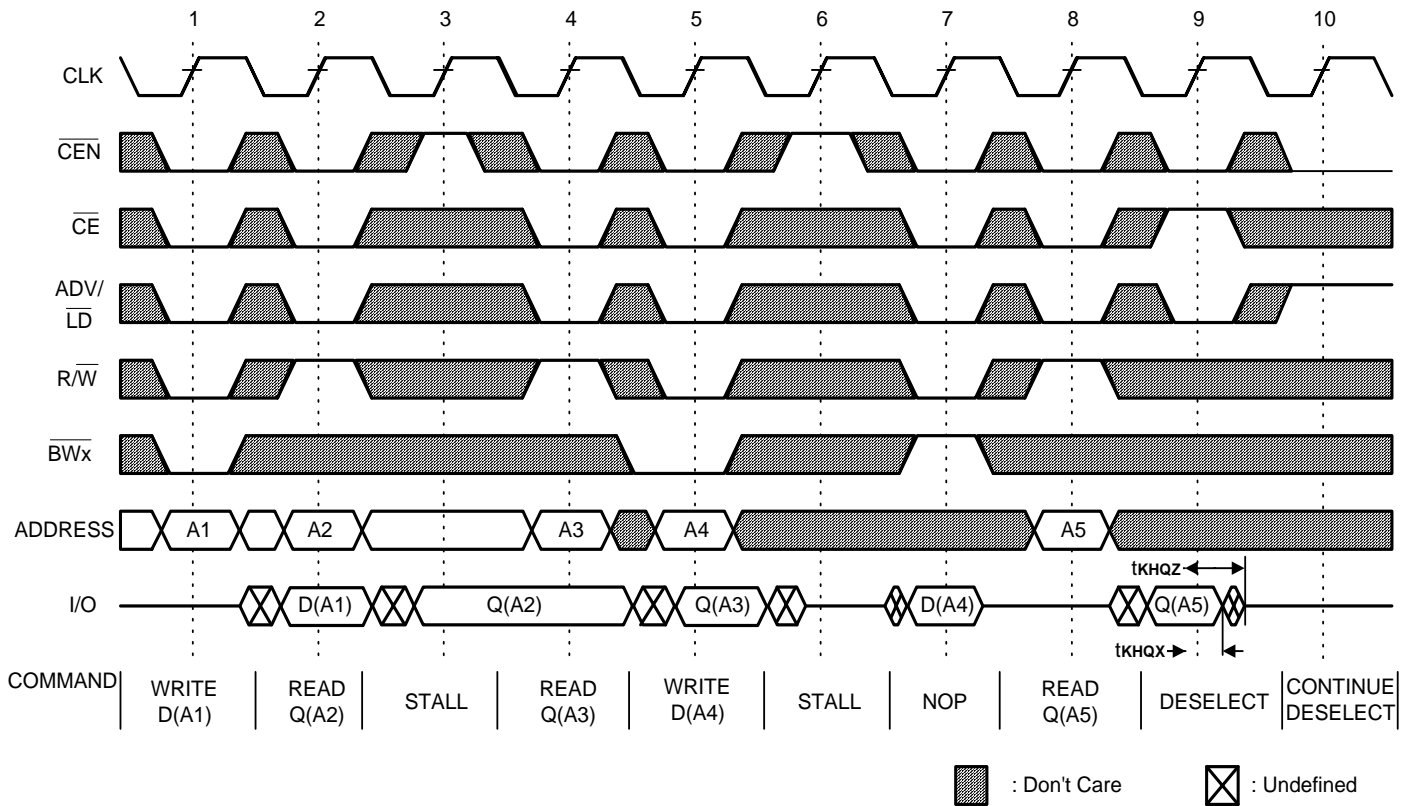 1 2 3 4 5 6 7 8 9 10
CLK
CEN
CE
ADV/
LD
R/W
BWx
ADDRESS A1 A2 A3 A4 A5
tKHQZ
I/O D(A1) Q(A2) Q(A3) D(A4) Q(A5)
tKHQX
COMMAND
WRITE READ STALL READ WRITE STALL NOP READ DESELECT CONTINUE
D(A1) Q(A2) Q(A3) D(A4) Q(A5) DESELECT
: Don't Care : Undefined